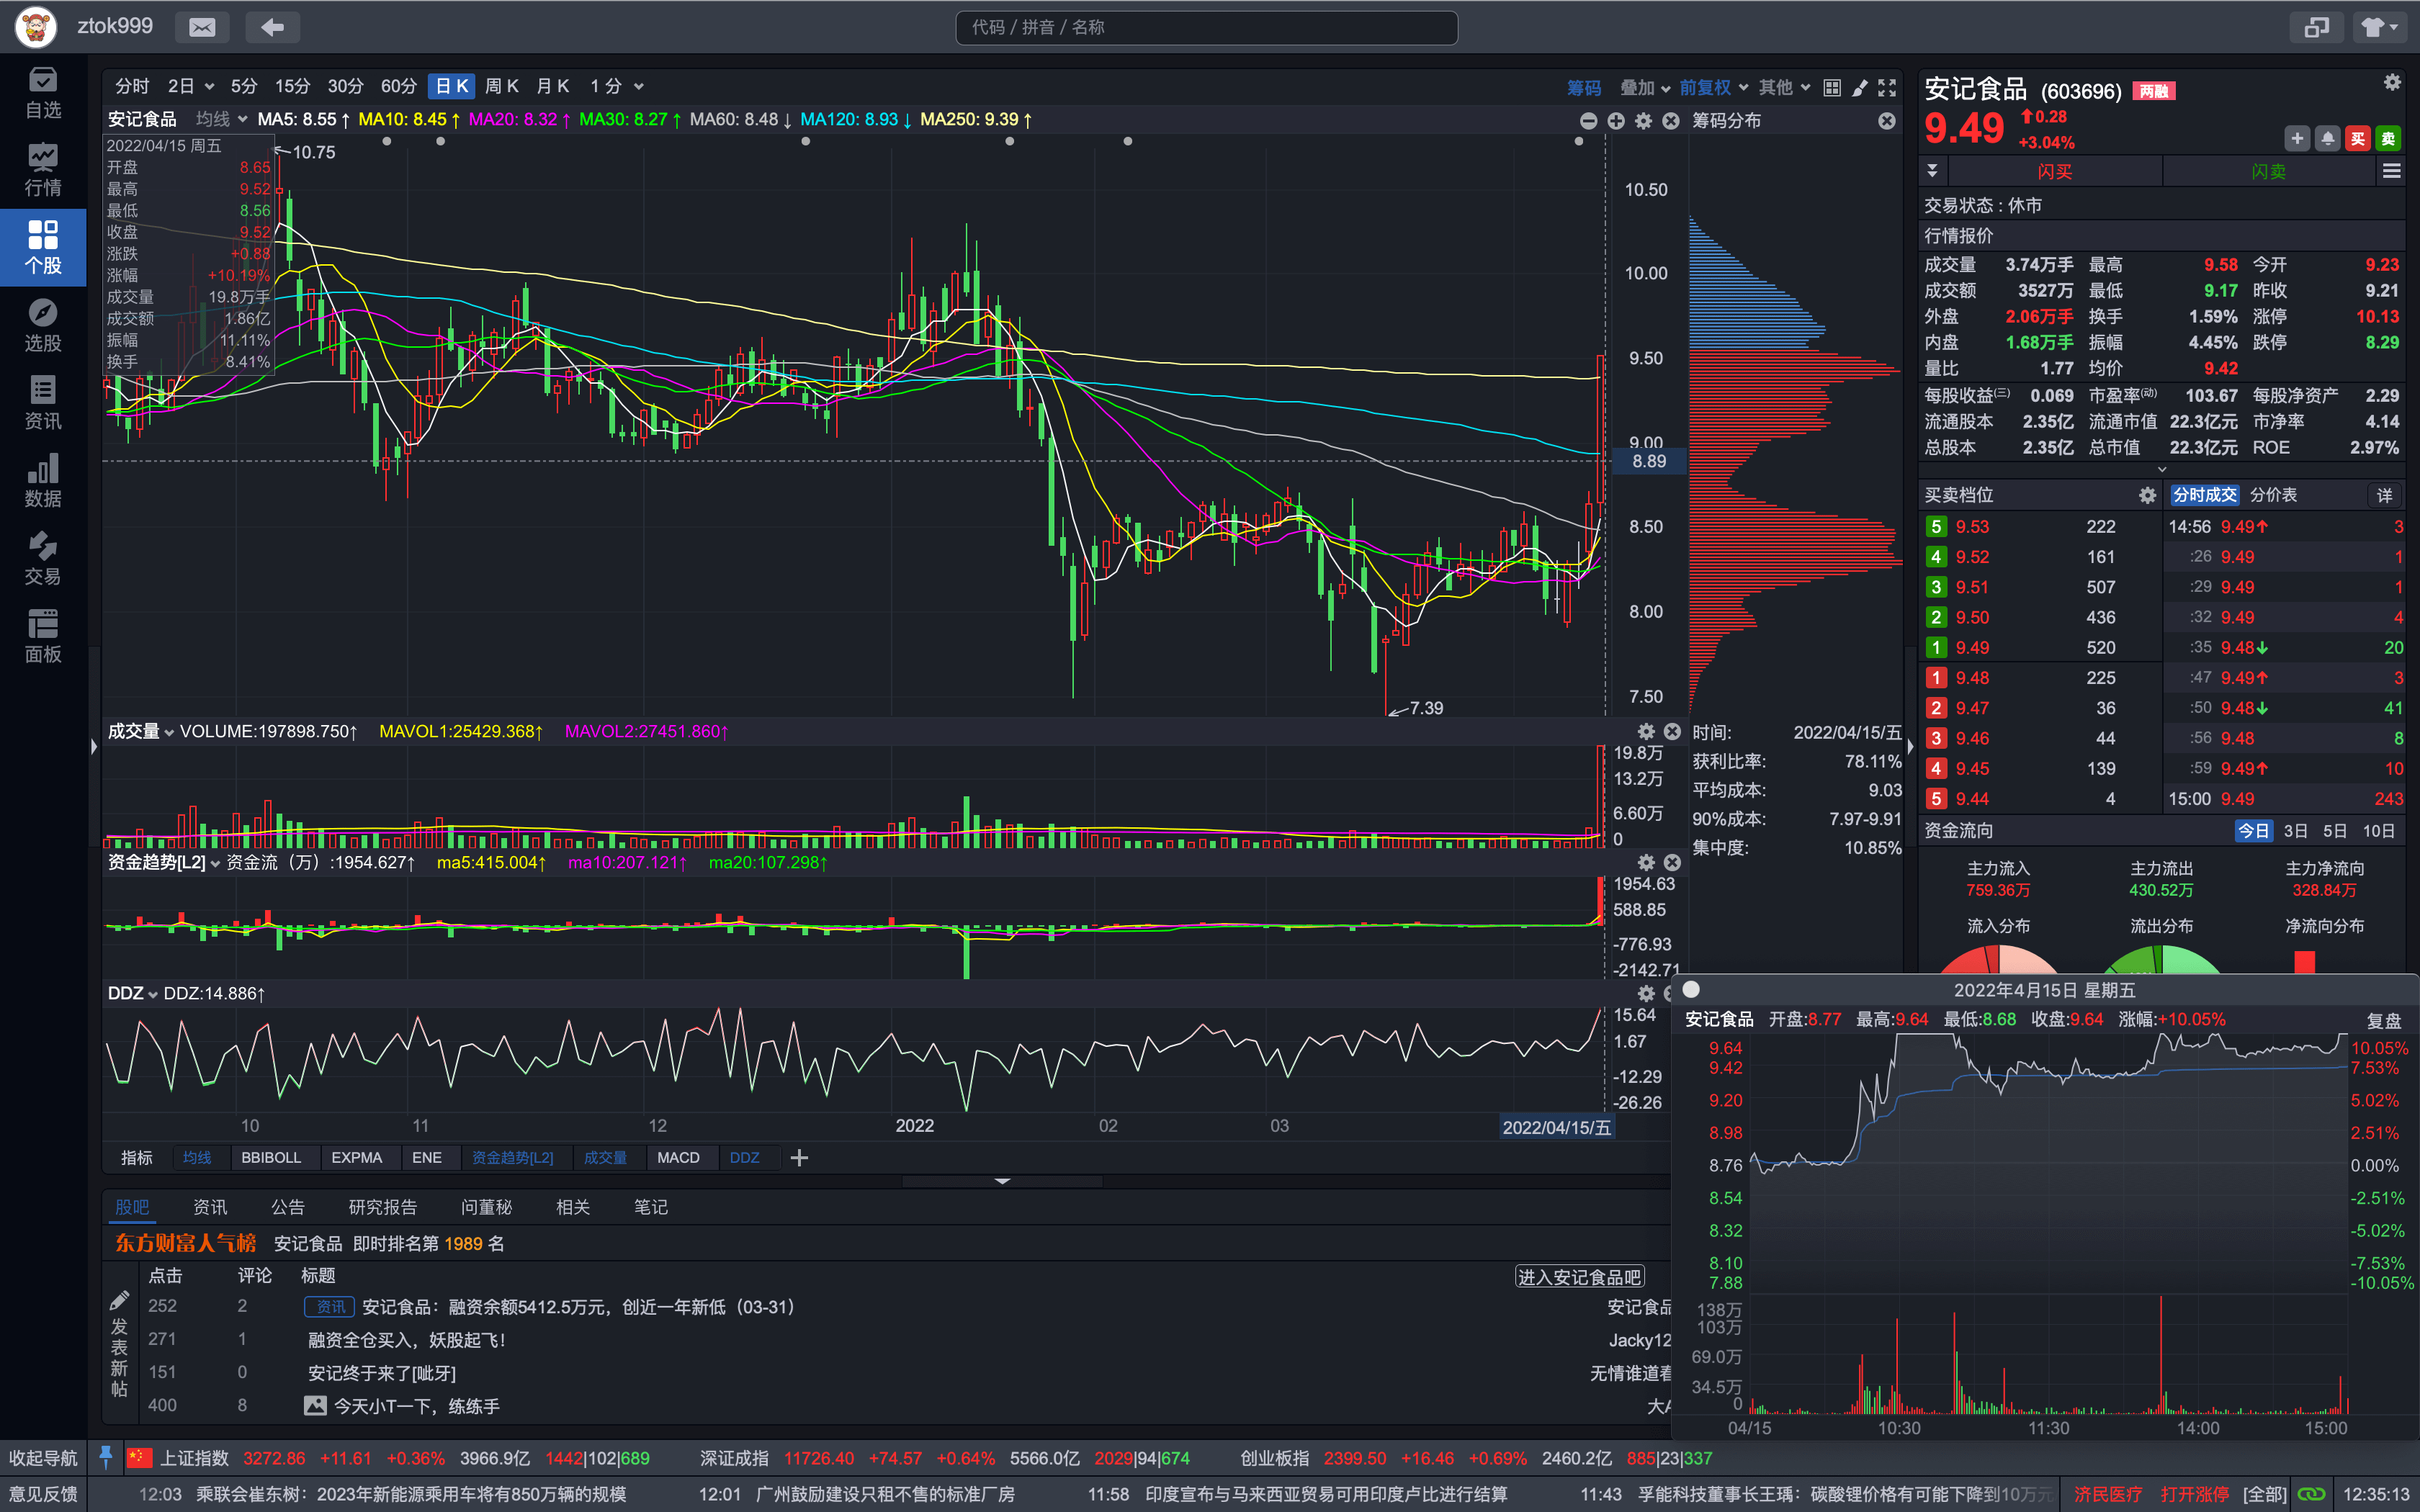 ztok999
代码 / 拼音 / 名称
自选
行情
个股
选股
资讯
数据
交易
面板
分时 2日 5分 15分 30分 60分 日K 周K 月K 1分 筹码 叠加 前复权 其他
安记食品 均线 MA5: 8.55↑ MA10: 8.45↑ MA20: 8.32↑ MA30: 8.27↑ MA60: 8.48↓ MA120: 8.93↓ MA250: 9.39↑
2022/04/15 周五
开盘 8.65
最高 9.52
最低 8.56
收盘 9.52
涨跌 +0.88
涨幅 +10.19%
成交量 19.8万手
成交额 1.86亿
振幅 11.11%
换手 8.41%
10.75
7.39
10.50
10.00
9.50
9.00
8.89
8.50
8.00
7.50
筹码分布
时间: 2022/04/15/五
获利比率: 78.11%
平均成本: 9.03
90%成本: 7.97-9.91
集中度: 10.85%
成交量 VOLUME:197898.750↑ MAVOL1:25429.368↑ MAVOL2:27451.860↑
19.8万
13.2万
6.60万
0
资金趋势[L2] 资金流（万）:1954.627↑ ma5:415.004↑ ma10:207.121↑ ma20:107.298↑
1954.63
588.85
-776.93
-2142.71
DDZ DDZ:14.886↑
15.64
1.67
-12.29
-26.26
10 11 12 2022 02 03 2022/04/15/五
指标 均线 BBIBOLL EXPMA ENE 资金趋势[L2] 成交量 MACD DDZ
股吧 资讯 公告 研究报告 问董秘 相关 笔记
东方财富人气榜 安记食品 即时排名第 1989 名
点击 评论 标题 进入安记食品吧
252 2 资讯 安记食品：融资余额5412.5万元，创近一年新低（03-31） 安记食品
271 1 融资全仓买入，妖股起飞！ Jacky12
151 0 安记终于来了[呲牙] 无情谁道看
400 8 今天小T一下，练练手 大A
发表新帖
安记食品 (603696) 两融
9.49 0.28
+3.04%
买 卖
闪买 闪卖
交易状态 : 休市
行情报价
成交量 3.74万手 最高 9.58 今开 9.23
成交额 3527万 最低 9.17 昨收 9.21
外盘 2.06万手 换手 1.59% 涨停 10.13
内盘 1.68万手 振幅 4.45% 跌停 8.29
量比 1.77 均价 9.42
每股收益(三) 0.069 市盈率(动) 103.67 每股净资产 2.29
流通股本 2.35亿 流通市值 22.3亿元 市净率 4.14
总股本 2.35亿 总市值 22.3亿元 ROE 2.97%
买卖档位 分时成交 分价表 详
5 9.53 222 14:56 9.49↑ 3
4 9.52 161 :26 9.49 1
3 9.51 507 :29 9.49 1
2 9.50 436 :32 9.49 4
1 9.49 520 :35 9.48↓ 20
1 9.48 225 :47 9.49↑ 3
2 9.47 36 :50 9.48↓ 41
3 9.46 44 :56 9.48 8
4 9.45 139 :59 9.49↑ 10
5 9.44 4 15:00 9.49 243
资金流向 今日 3日 5日 10日
主力流入 主力流出 主力净流向
759.36万 430.52万 328.84万
流入分布 流出分布 净流向分布
2022年4月15日 星期五
安记食品 开盘:8.77 最高:9.64 最低:8.68 收盘:9.64 涨幅:+10.05% 复盘
9.64 10.05%
9.42 7.53%
9.20 5.02%
8.98 2.51%
8.76 0.00%
8.54 -2.51%
8.32 -5.02%
8.10 -7.53%
7.88 -10.05%
138万
103万
69.0万
34.5万
0
04/15 10:30 11:30 14:00 15:00
收起导航 上证指数 3272.86 +11.61 +0.36% 3966.9亿 1442|102|689 深证成指 11726.40 +74.57 +0.64% 5566.0亿 2029|94|674 创业板指 2399.50 +16.46 +0.69% 2460.2亿 885|23|337
意见反馈 12:03 乘联会崔东树：2023年新能源乘用车将有850万辆的规模 12:01 广州鼓励建设只租不售的标准厂房 11:58 印度宣布与马来西亚贸易可用印度卢比进行结算 11:43 孚能科技董事长王瑀：碳酸锂价格有可能下降到10万元 济民医疗 打开涨停 [全部] 12:35:13